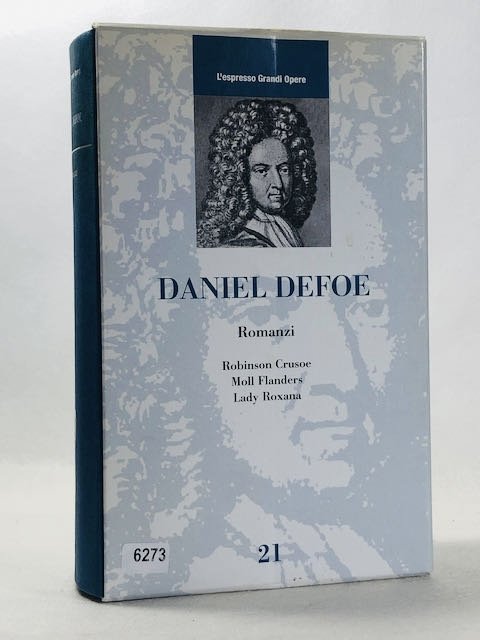 L'espresso Grandi Opere
DANIEL DEFOE
Romanzi
Robinson Crusoe
Moll Flanders
Lady Roxana
6273
21